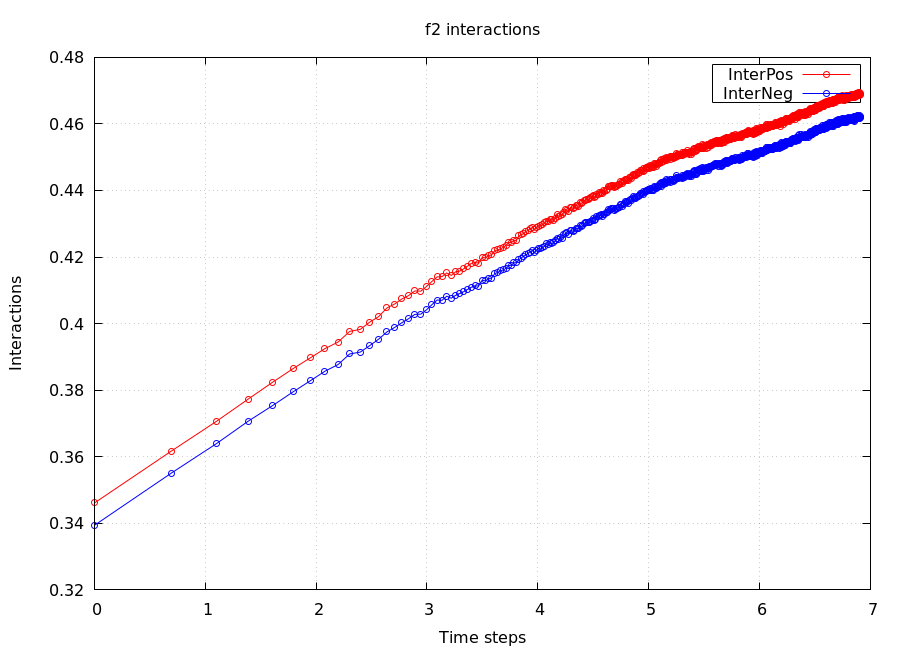 f2 interactions
0.48
0.46
0.44
0.42
0.4
0.38
0.36
0.34
0.32
Interactions
InterPos
InterNeg
0 1 2 3 4 5 6 7
Time steps